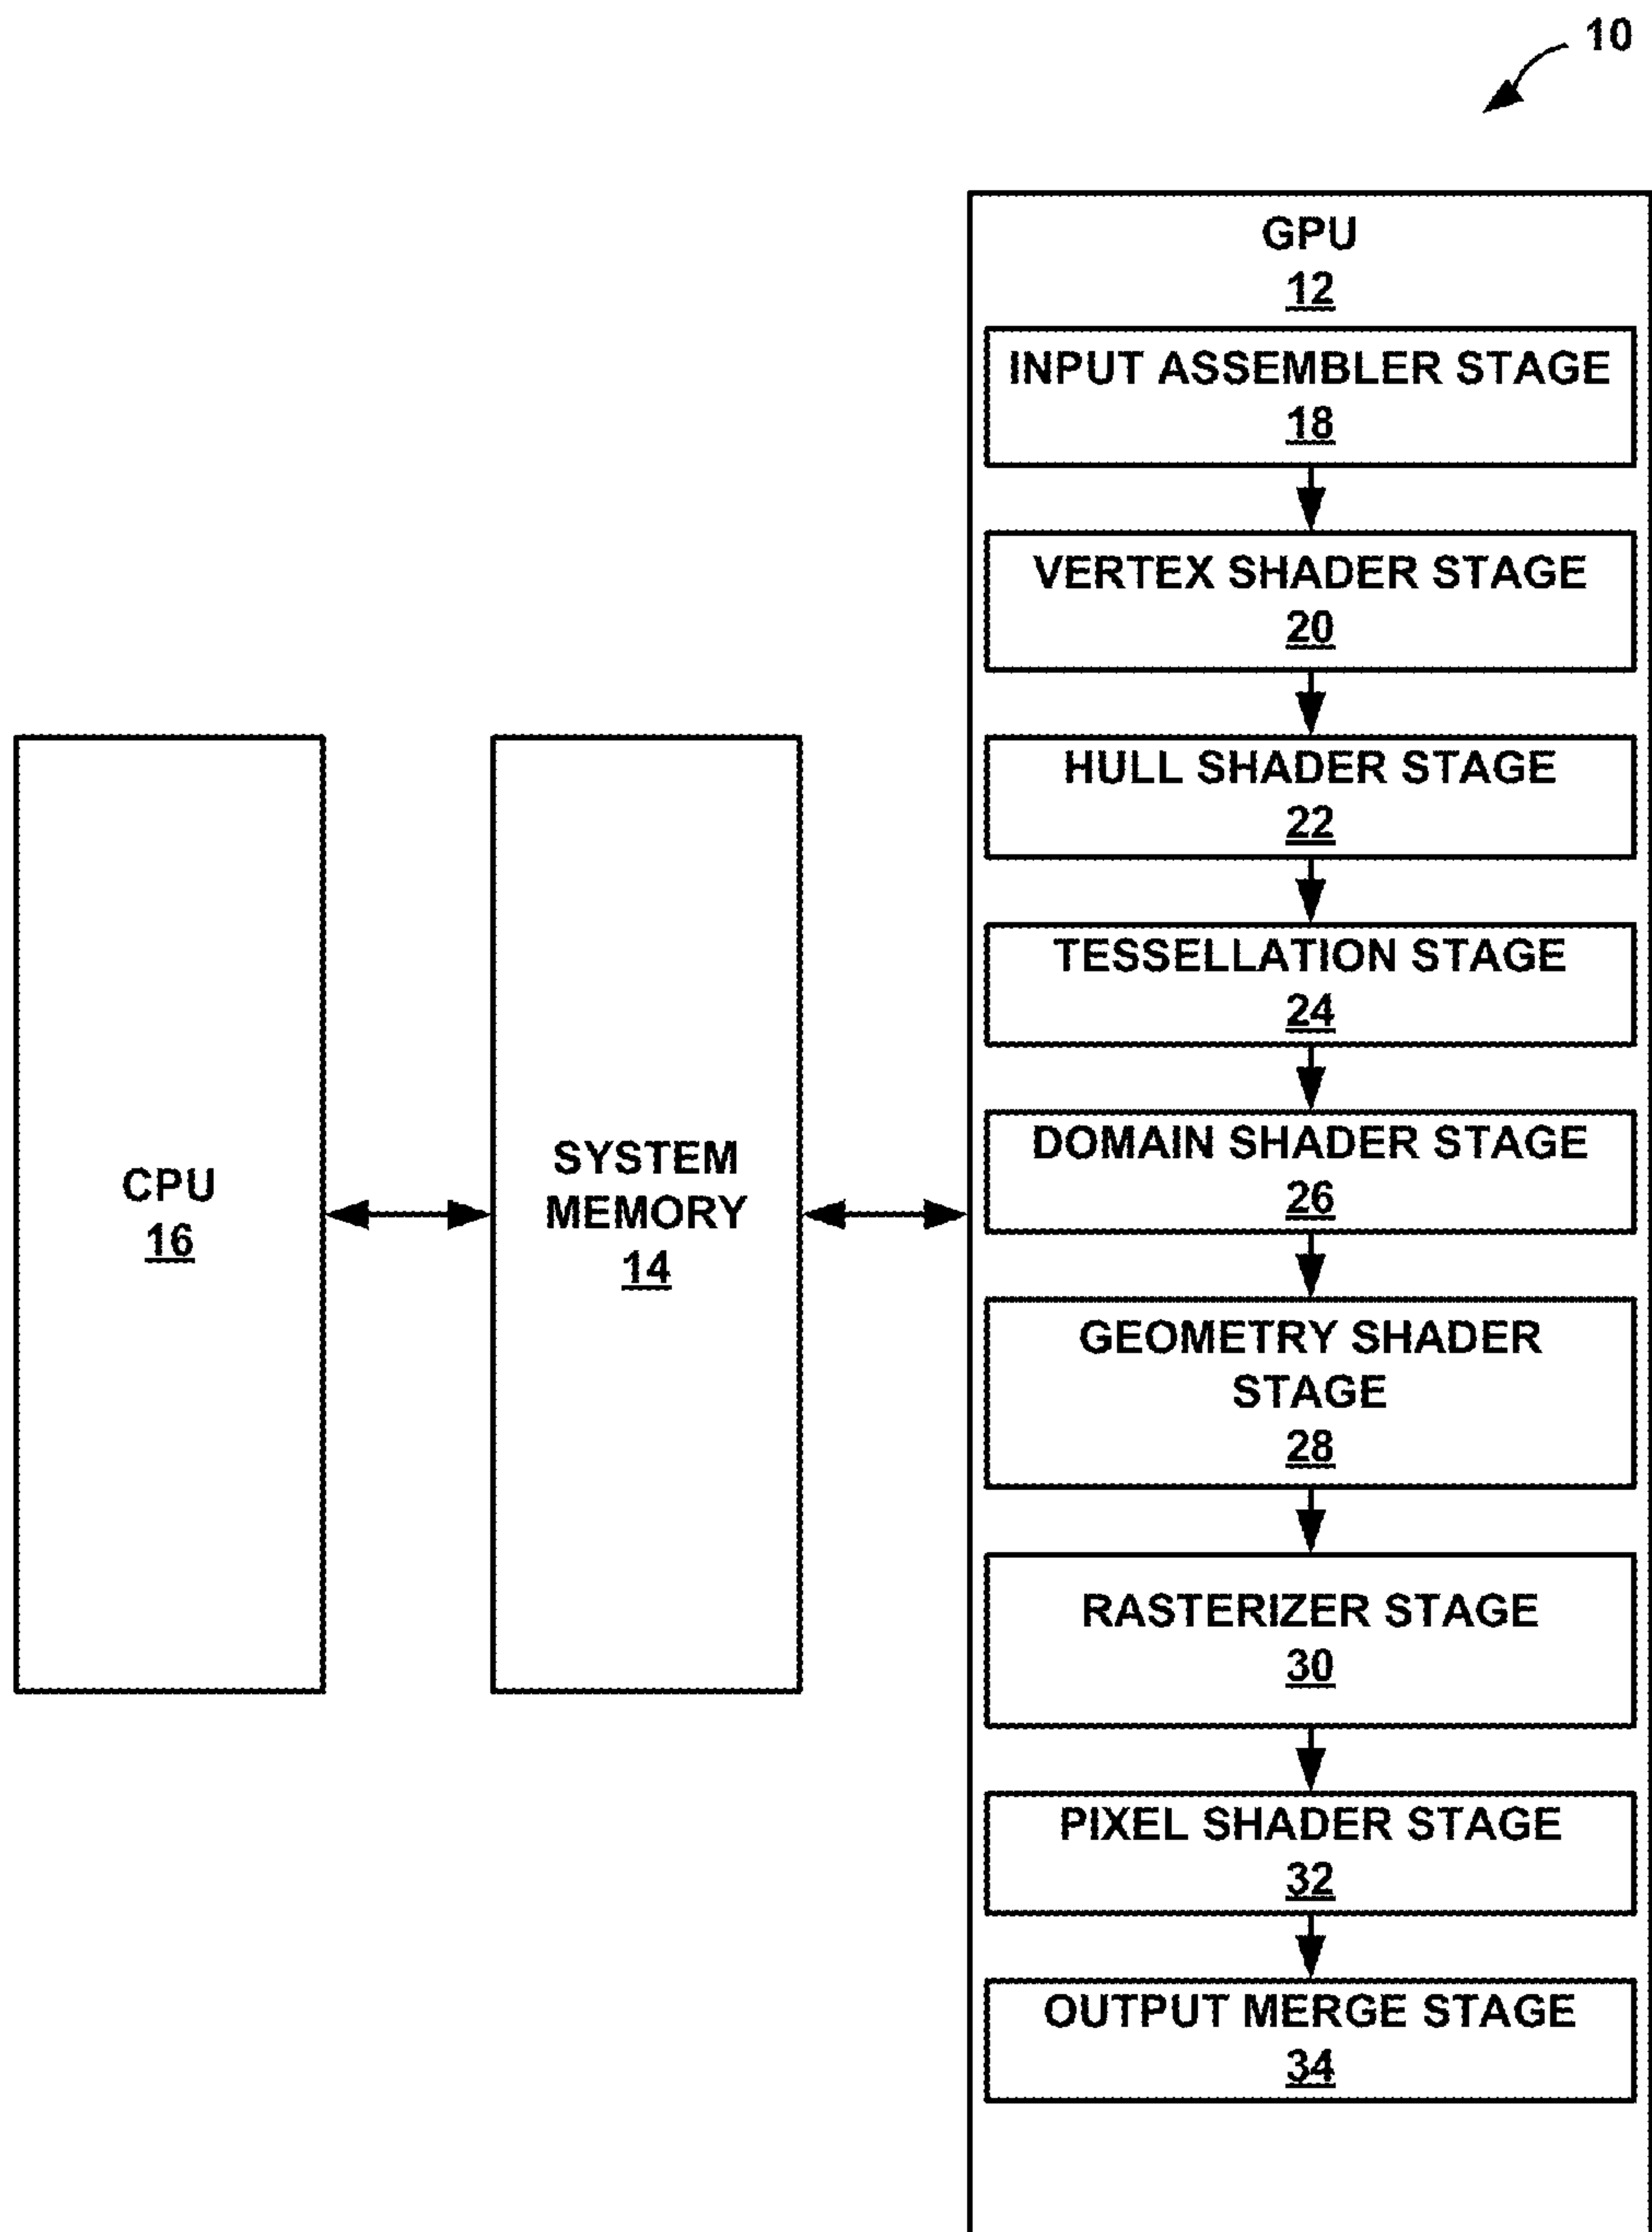 10
GPU
12
INPUT ASSEMBLER STAGE
18
VERTEX SHADER STAGE
20
HULL SHADER STAGE
22
TESSELLATION STAGE
24
DOMAIN SHADER STAGE
26
GEOMETRY SHADER
STAGE
28
RASTERIZER STAGE
30
PIXEL SHADER STAGE
32
OUTPUT MERGE STAGE
34
SYSTEM
MEMORY
14
CPU
16